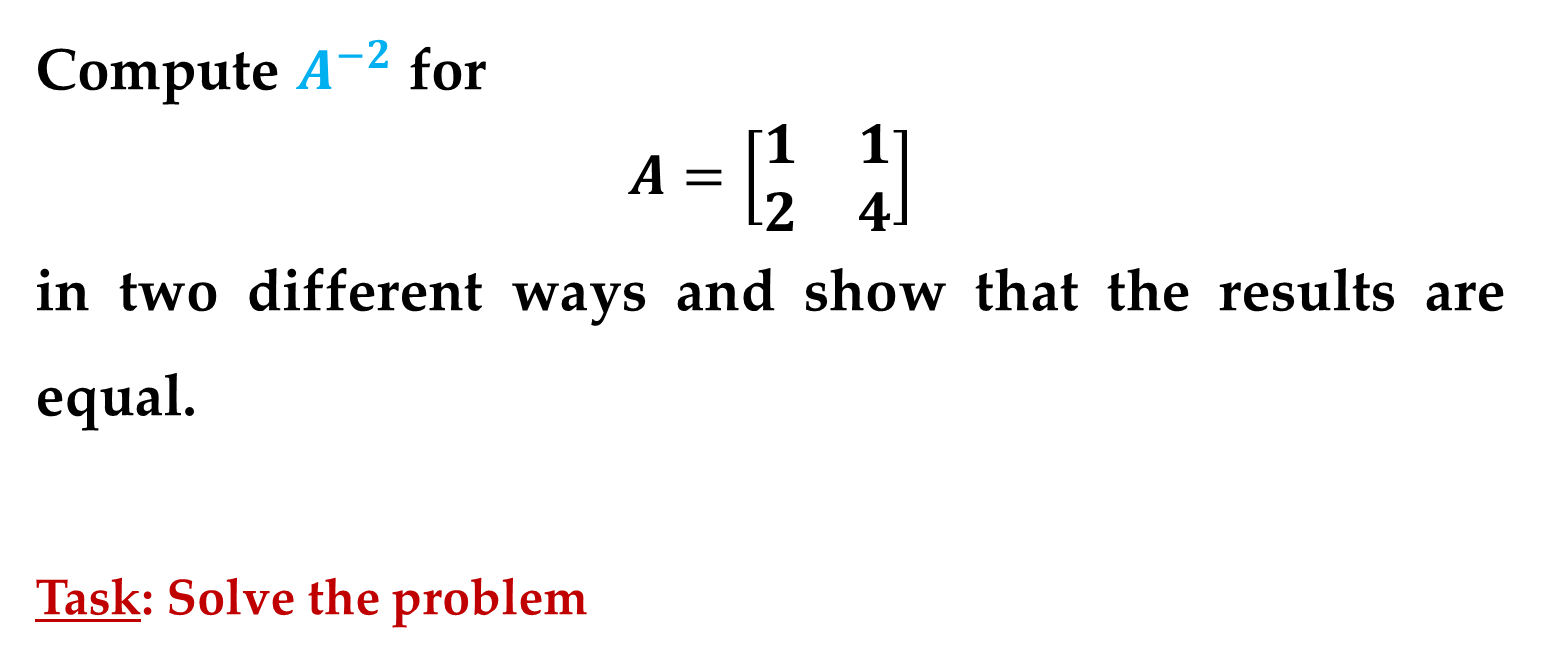 Compute A⁻² for
A = [1 1
2 4]
in two different ways and show that the results are
equal.
Task: Solve the problem